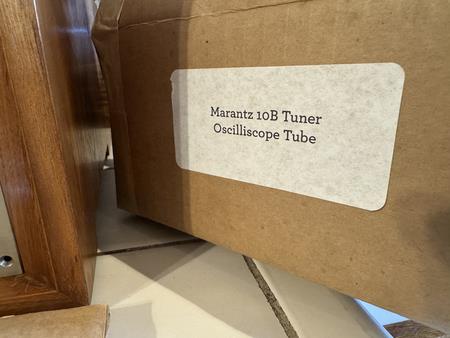 Marantz 10B Tuner
Oscilliscope Tube